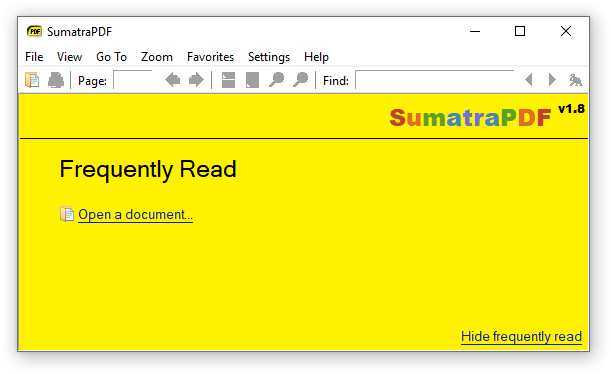 SumatraPDF
File View Go To Zoom Favorites Settings Help
Page: Find:
SumatraPDF v1.8
Frequently Read
Open a document...
Hide frequently read